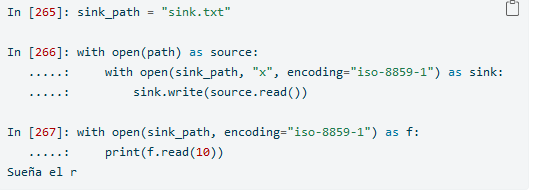 In [265]: sink_path = "sink.txt"
In [266]: with open(path) as source:
.....:     with open(sink_path, "x", encoding="iso-8859-1") as sink:
.....:         sink.write(source.read())
In [267]: with open(sink_path, encoding="iso-8859-1") as f:
.....:     print(f.read(10))
Sueña el r